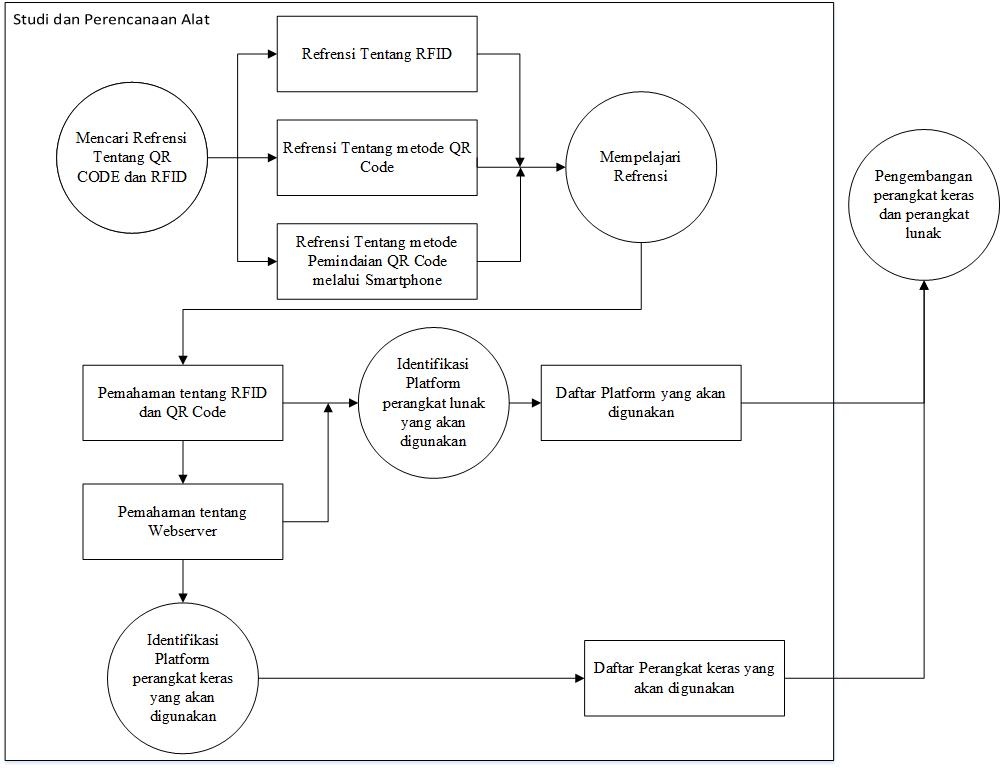 Studi dan Perencanaan Alat
Refrensi Tentang RFID
Mencari Refrensi
Tentang QR
CODE dan RFID
Refrensi Tentang metode QR
Code
Refrensi Tentang metode
Pemindaian QR Code
melalui Smartphone
Mempelajari
Refrensi
Pengembangan
perangkat keras
dan perangkat
lunak
Pemahaman tentang RFID
dan QR Code
Identifikasi
Platform
perangkat lunak
yang akan
digunakan
Daftar Platform yang akan
digunakan
Pemahaman tentang
Webserver
Identifikasi
Platform
perangkat keras
yang akan
digunakan
Daftar Perangkat keras yang
akan digunakan